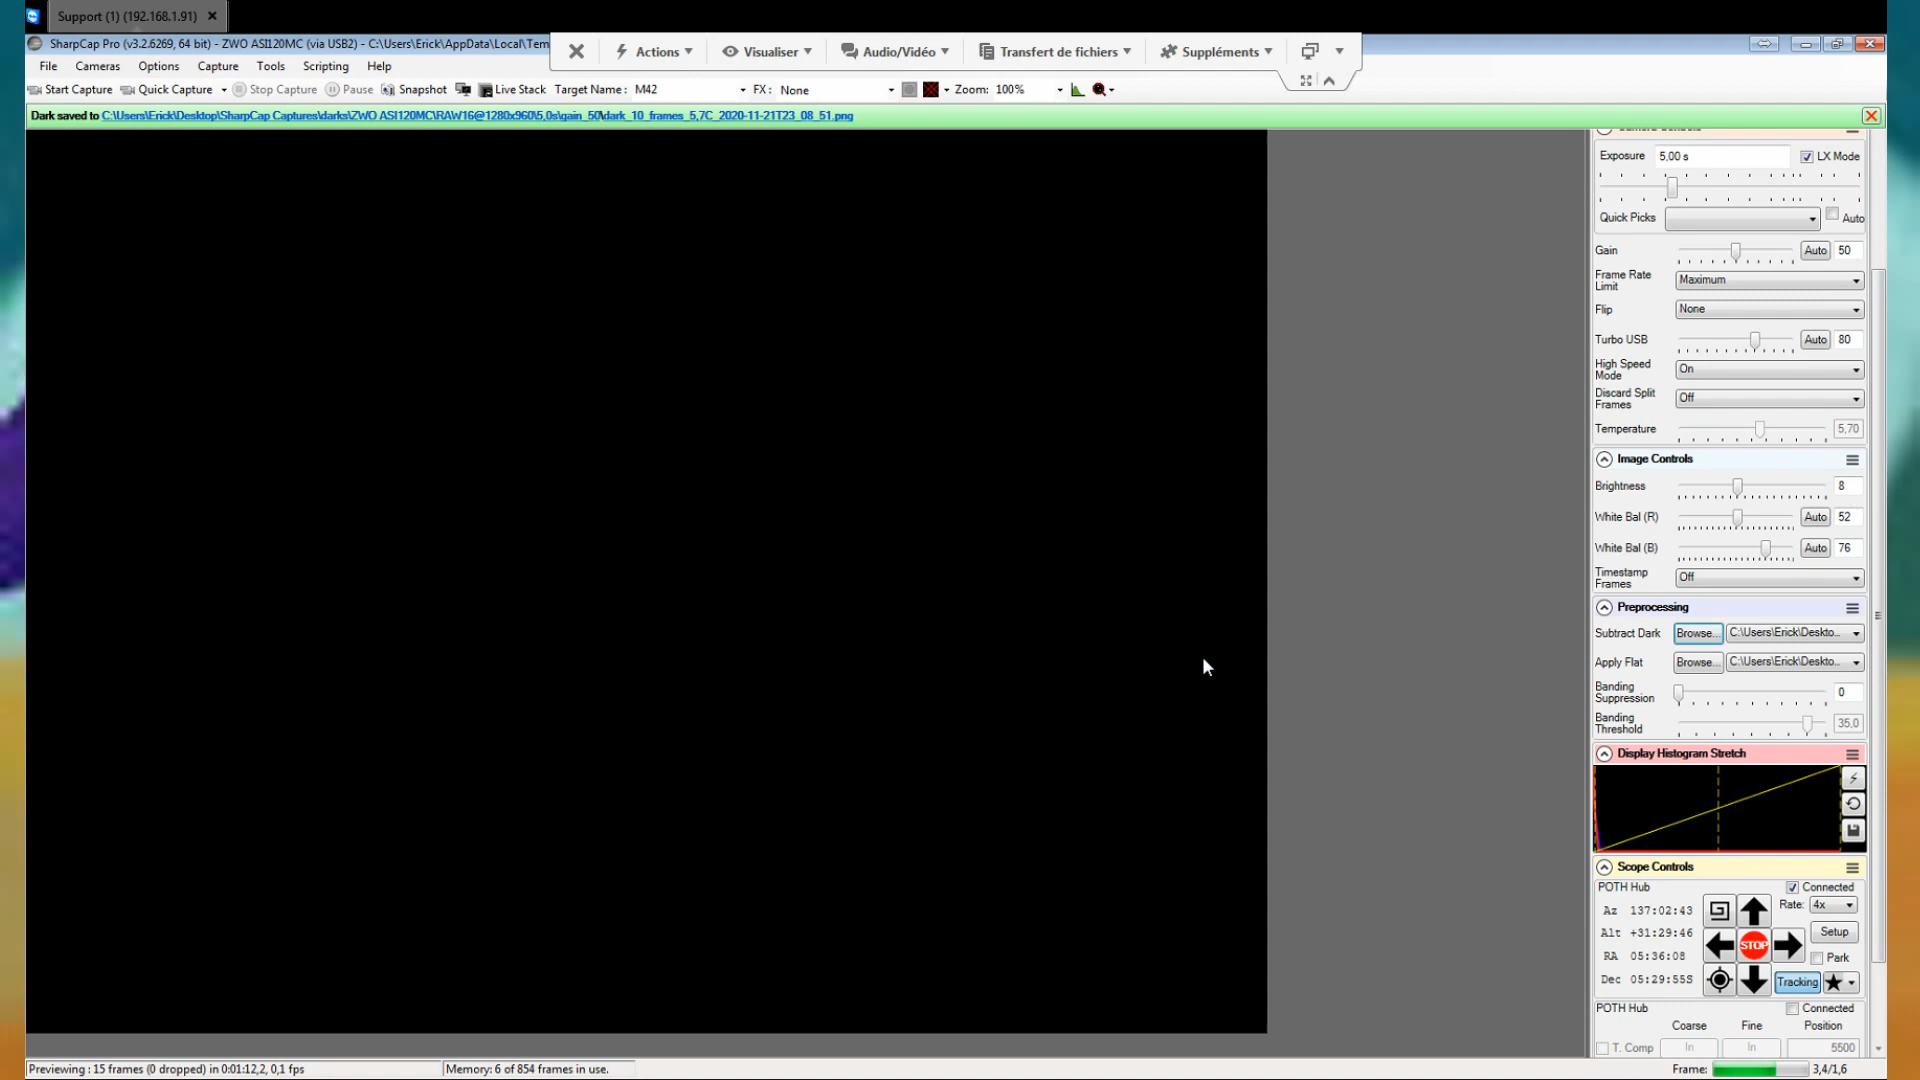 Support (1) (192.168.1.91)
SharpCap Pro (v3.2.6269, 64 bit) - ZWO ASI120MC (via USB2) - C:\Users\Erick\AppData\Local\Tem
Actions
Visualiser
Audio/Vidéo
Transfert de fichiers
Suppléments
File Cameras Options Capture Tools Scripting Help
Start Capture Quick Capture Stop Capture Pause Snapshot Live Stack Target Name : M42 FX : None Zoom: 100%
Dark saved to C:\Users\Erick\Desktop\SharpCap Captures\darks\ZWO ASI120MC\RAW16@1280x960\5,0s\gain_50\dark_10_frames_5,7C_2020-11-21T23_08_51.png
Exposure 5,00 s LX Mode
Quick Picks Auto
Gain Auto 50
Frame Rate Limit Maximum
Flip None
Turbo USB Auto 80
High Speed Mode On
Discard Split Frames Off
Temperature 5,70
Image Controls
Brightness 8
White Bal (R) Auto 52
White Bal (B) Auto 76
Timestamp Frames Off
Preprocessing
Subtract Dark Browse... C:\Users\Erick\Deskto...
Apply Flat Browse... C:\Users\Erick\Deskto...
Banding Suppression 0
Banding Threshold 35,0
Display Histogram Stretch
Scope Controls
POTH Hub Connected
Rate: 4x
Az 137:02:43
Alt +31:29:46
Setup
RA 05:36:08
STOP
Park
Dec 05:29:55S
Tracking
POTH Hub Connected
Coarse Fine Position
T. Comp In In 5500
Previewing : 15 frames (0 dropped) in 0:01:12,2, 0,1 fps
Memory: 6 of 854 frames in use.
Frame: 3,4/1,6